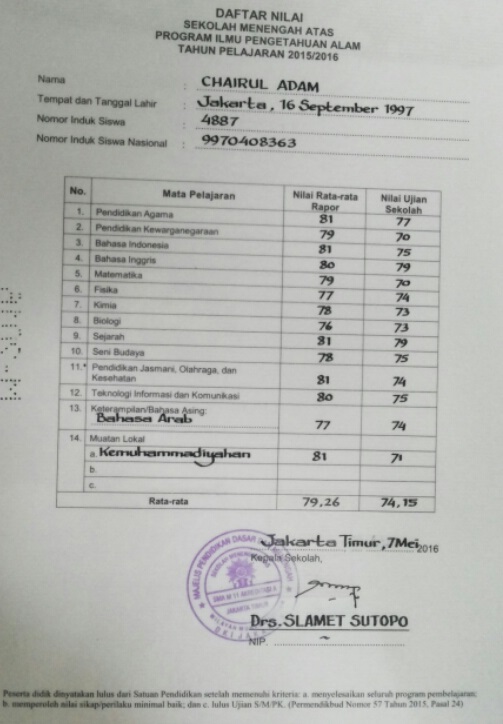 DAFTAR NILAI
SEKOLAH MENENGAH ATAS
PROGRAM ILMU PENGETAHUAN ALAM
TAHUN PELAJARAN 2015/2016
Nama : CHAIRUL ADAM
Tempat dan Tanggal Lahir : Jakarta, 16 September 1997
Nomor Induk Siswa : 4887
Nomor Induk Siswa Nasional : 9970408363
No. Mata Pelajaran Nilai Rata-rata Rapor Nilai Ujian Sekolah
1. Pendidikan Agama 81 77
2. Pendidikan Kewarganegaraan 79 70
3. Bahasa Indonesia 81 75
4. Bahasa Inggris 80 79
5. Matematika 79 70
6. Fisika 77 74
7. Kimia 78 73
8. Biologi 76 73
9. Sejarah 81 79
10. Seni Budaya 78 75
11.* Pendidikan Jasmani, Olahraga, dan
Kesehatan 81 74
12. Teknologi Informasi dan Komunikasi 80 75
13. Keterampilan/Bahasa Asing:
Bahasa Arab 77 74
14. Muatan Lokal
a. Kemuhammadiyahan 81 71
b.
c.
Rata-rata 79,26 74,15
Jakarta Timur, 7 Mei 2016
Kepala Sekolah,
MAJELIS PENDIDIKAN DASAR
JAKARTA TIMUR
DKI JAKARTA
Drs. SLAMET SUTOPO
NIP. ~
Peserta didik dinyatakan lulus dari Satuan Pendidikan setelah memenuhi kriteria: a. menyelesaikan seluruh program pembelajaran;
b. memperoleh nilai sikap/perilaku minimal baik; dan c. lulus Ujian S/M/PK. (Permendikbud Nomor 57 Tahun 2015, Pasal 24)